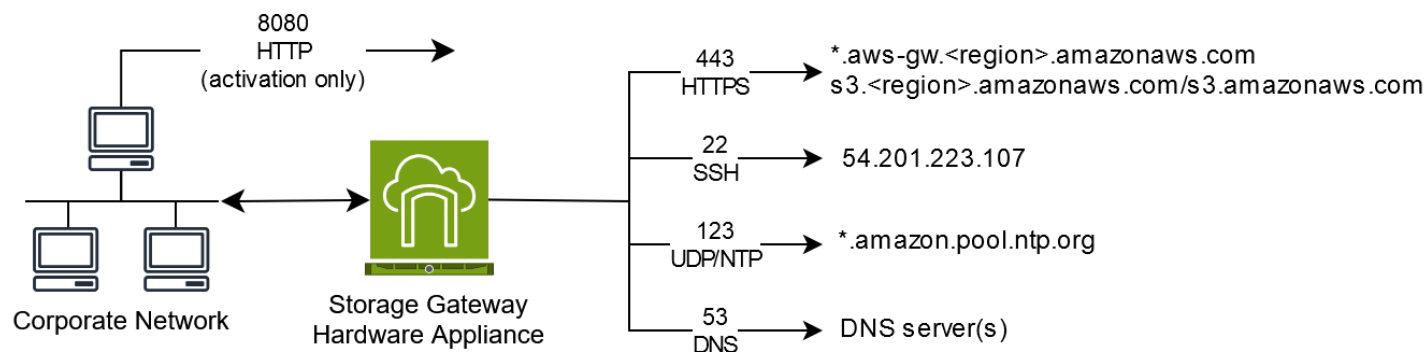 8080
HTTP
(activation only)
443
HTTPS
*.aws-gw.<region>.amazonaws.com
s3.<region>.amazonaws.com/s3.amazonaws.com
22
SSH
54.201.223.107
123
UDP/NTP
*.amazon.pool.ntp.org
53
DNS
DNS server(s)
Corporate Network
Storage Gateway
Hardware Appliance